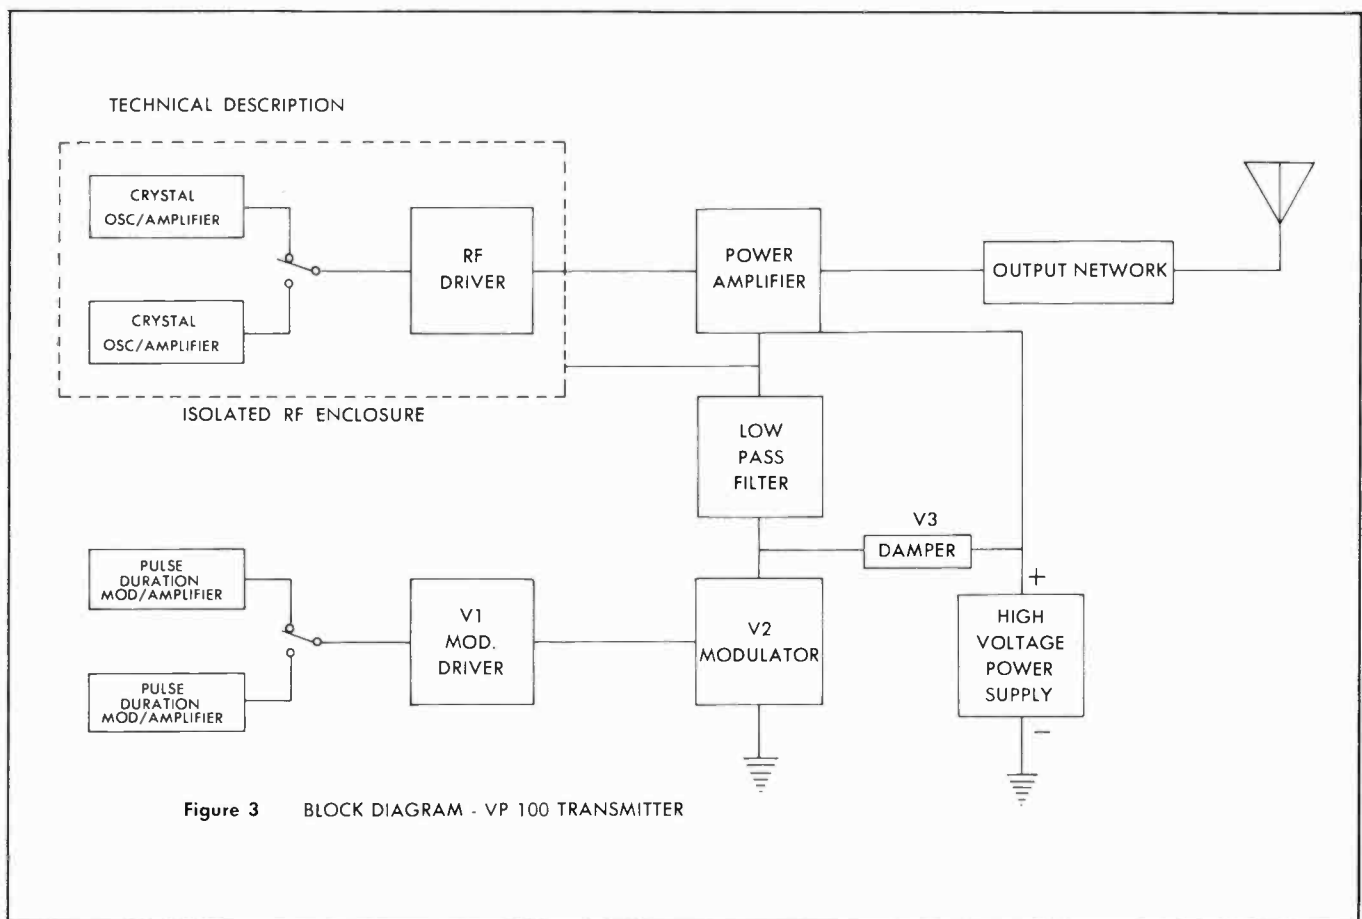 TECHNICAL DESCRIPTION
CRYSTAL
OSC/AMPLIFIER
CRYSTAL
OSC/AMPLIFIER
RF
DRIVER
ISOLATED RF ENCLOSURE
POWER
AMPLIFIER
OUTPUT NETWORK
LOW
PASS
FILTER
V3
DAMPER
PULSE
DURATION
MOD/AMPLIFIER
PULSE
DURATION
MOD/AMPLIFIER
V1
MOD.
DRIVER
V2
MODULATOR
+
HIGH
VOLTAGE
POWER
SUPPLY
−
Figure 3 BLOCK DIAGRAM - VP 100 TRANSMITTER